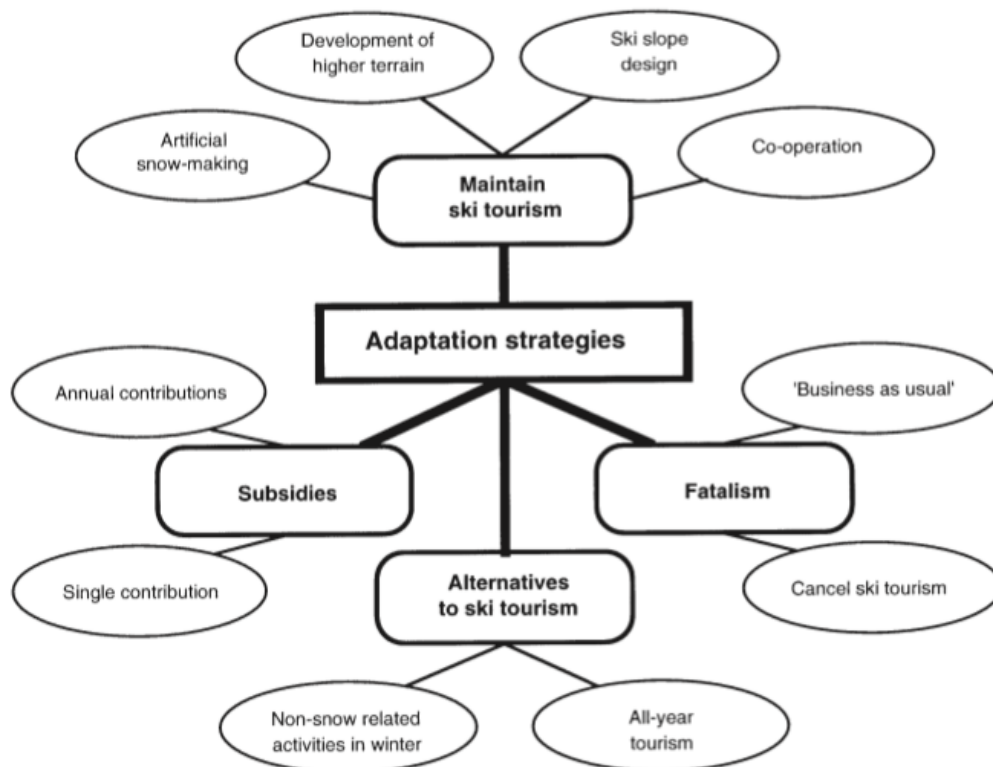 Development of
higher terrain
Ski slope
design
Artificial
snow-making
Co-operation
Maintain
ski tourism
Adaptation strategies
Annual contributions
'Business as usual'
Subsidies
Fatalism
Single contribution
Alternatives
to ski tourism
Cancel ski tourism
Non-snow related
activities in winter
All-year
tourism